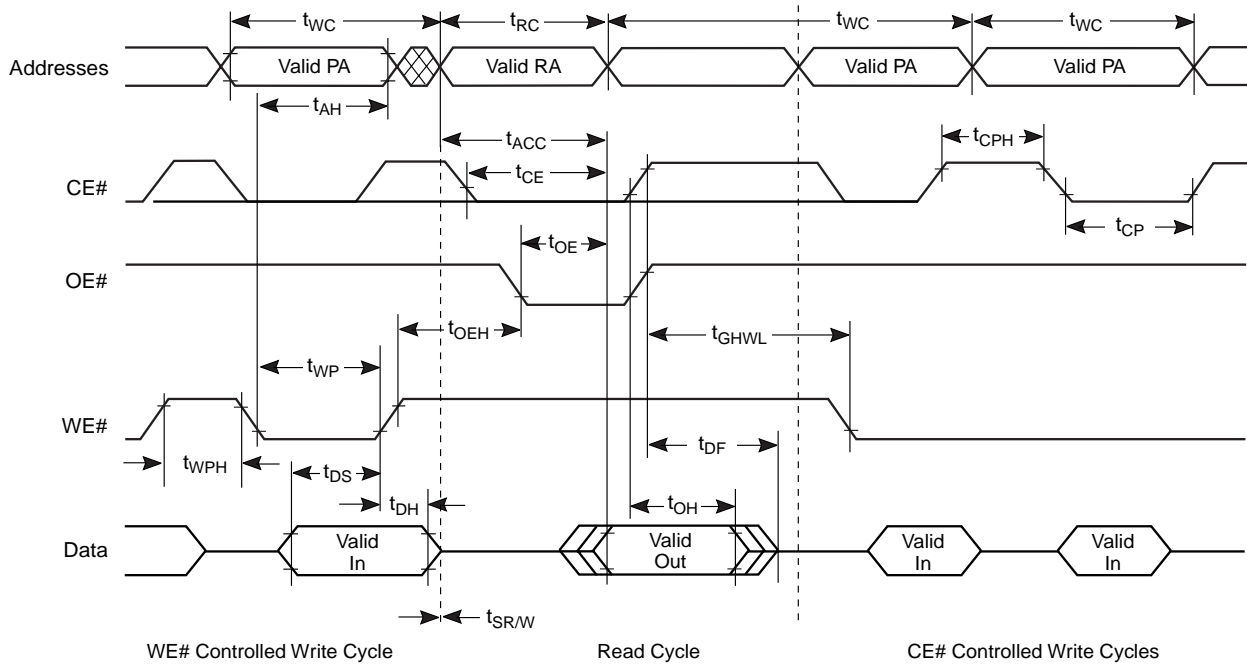 tWC tRC tWC tWC
Addresses Valid PA Valid RA Valid PA Valid PA
tAH
tACC tCPH
CE# tCE
tCP
tOE
OE#
tOEH tGHWL
tWP
WE#
tDF
tWPH tDS
tDH tOH
Data Valid In Valid Out Valid In Valid In
tSR/W
WE# Controlled Write Cycle Read Cycle CE# Controlled Write Cycles